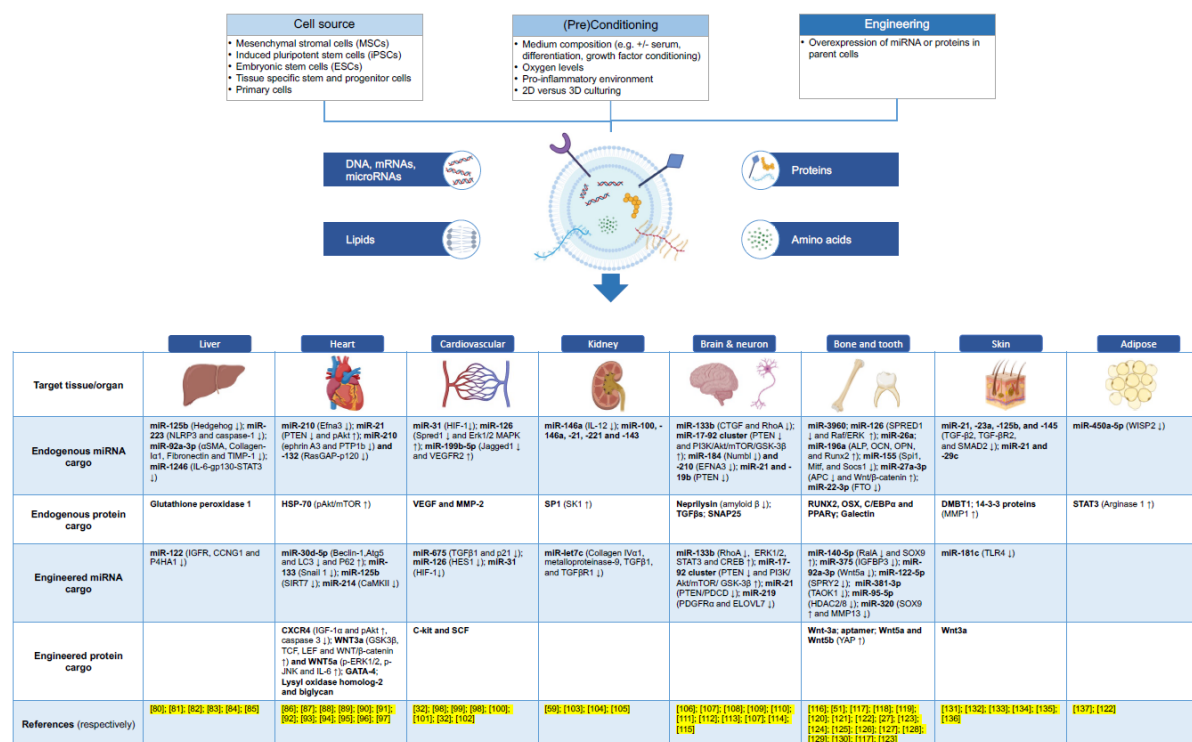 Cell source
• Mesenchymal stromal cells (MSCs)
• Induced pluripotent stem cells (iPSCs)
• Embryonic stem cells (ESCs)
• Tissue specific stem and progenitor cells
• Primary cells
(Pre)Conditioning
• Medium composition (e.g. +/- serum,
differentiation, growth factor conditioning)
• Oxygen levels
• Pro-inflammatory environment
• 2D versus 3D culturing
Engineering
• Overexpression of miRNA or proteins in
parent cells
DNA, mRNAs,
microRNAs
Proteins
Lipids
Amino acids
Liver
Heart
Cardiovascular
Kidney
Brain & neuron
Bone and tooth
Skin
Adipose
Target tissue/organ
Endogenous miRNA
cargo
miR-125b (Hedgehog ↓); miR-
223 (NLRP3 and caspase-1 ↓);
miR-92a-3p (αSMA, Collagen-
Iα1, Fibronectin and TIMP-1 ↓);
miR-1246 (IL-6-gp130-STAT3
↓)
miR-210 (Efna3 ↓); miR-21
(PTEN ↓ and pAkt ↑); miR-210
(ephrin A3 and PTP1b ↓) and
-132 (RasGAP-p120 ↓)
miR-31 (HIF-1↓); miR-126
(Spred1 ↓ and Erk1/2 MAPK
↑); miR-199b-5p (Jagged1 ↓
and VEGFR2 ↑)
miR-146a (IL-12 ↓); miR-100, -
146a, -21, -221 and -143
miR-133b (CTGF and RhoA ↓);
miR-17-92 cluster (PTEN ↓
and PI3K/Akt/mTOR/GSK-3β
↑); miR-184 (Numbl ↓) and
-210 (EFNA3 ↓); miR-21 and -
19b (PTEN ↓)
miR-3960; miR-126 (SPRED1
↓ and Raf/ERK ↑); miR-26a;
miR-196a (ALP, OCN, OPN,
and Runx2 ↑); miR-155 (Spi1,
Mitf, and Socs1 ↓); miR-27a-3p
(APC ↓ and Wnt/β-catenin ↑);
miR-22-3p (FTO ↓)
miR-21, -23a, -125b, and -145
(TGF-β2, TGF-βR2,
and SMAD2 ↓); miR-21 and
-29c
miR-450a-5p (WISP2 ↓)
Endogenous protein
cargo
Glutathione peroxidase 1
HSP-70 (pAkt/mTOR ↑)
VEGF and MMP-2
SP1 (SK1 ↑)
Neprilysin (amyloid β ↓);
TGFβs; SNAP25
RUNX2, OSX, C/EBPα and
PPARγ; Galectin
DMBT1; 14-3-3 proteins
(MMP1 ↑)
STAT3 (Arginase 1 ↑)
Engineered miRNA
cargo
miR-122 (IGFR, CCNG1 and
P4HA1 ↓)
miR-30d-5p (Beclin-1,Atg5
and LC3 ↓ and P62 ↑); miR-
133 (Snail 1 ↓); miR-125b
(SIRT7 ↓); miR-214 (CaMKII ↓)
miR-675 (TGFβ1 and p21 ↓);
miR-126 (HES1 ↓); miR-31
(HIF-1↓)
miR-let7c (Collagen IVα1,
metalloproteinase-9, TGFβ1,
and TGFβR1 ↓)
miR-133b (RhoA ↓, ERK1/2,
STAT3 and CREB ↑); miR-17-
92 cluster (PTEN ↓ and PI3K/
Akt/mTOR/ GSK-3β ↑); miR-21
(PTEN/PDCD ↓); miR-219
(PDGFRα and ELOVL7 ↓)
miR-140-5p (RalA ↓ and SOX9
↑); miR-375 (IGFBP3 ↓); miR-
92a-3p (Wnt5a ↓); miR-122-5p
(SPRY2 ↓); miR-381-3p
(TAOK1 ↓); miR-95-5p
(HDAC2/8 ↓); miR-320 (SOX9
↑ and MMP13 ↓)
miR-181c (TLR4 ↓)
Engineered protein
cargo
CXCR4 (IGF-1α and pAkt ↑,
caspase 3 ↓); WNT3a (GSK3β,
TCF, LEF and WNT/β-catenin
↑) and WNT5a (p-ERK1/2, p-
JNK and IL-6 ↑); GATA-4;
Lysyl oxidase homolog-2
and biglycan
C-kit and SCF
Wnt-3a; aptamer; Wnt5a and
Wnt5b (YAP ↑)
Wnt3a
References (respectively)
[80]; [81]; [82]; [83]; [84]; [85]
[86]; [87]; [88]; [89]; [90]; [91];
[92]; [93]; [94]; [95]; [96]; [97]
[32]; [98]; [99]; [98]; [100];
[101]; [32]; [102]
[59]; [103]; [104]; [105]
[106]; [107]; [108]; [109]; [110];
[111]; [112]; [113]; [107]; [114];
[115]
[116]; [51]; [117]; [118]; [119];
[120]; [121]; [122]; [27]; [123];
[124]; [125]; [126]; [127]; [128];
[129]; [130]; [117]; [123]
[131]; [132]; [133]; [134]; [135];
[136]
[137]; [122]